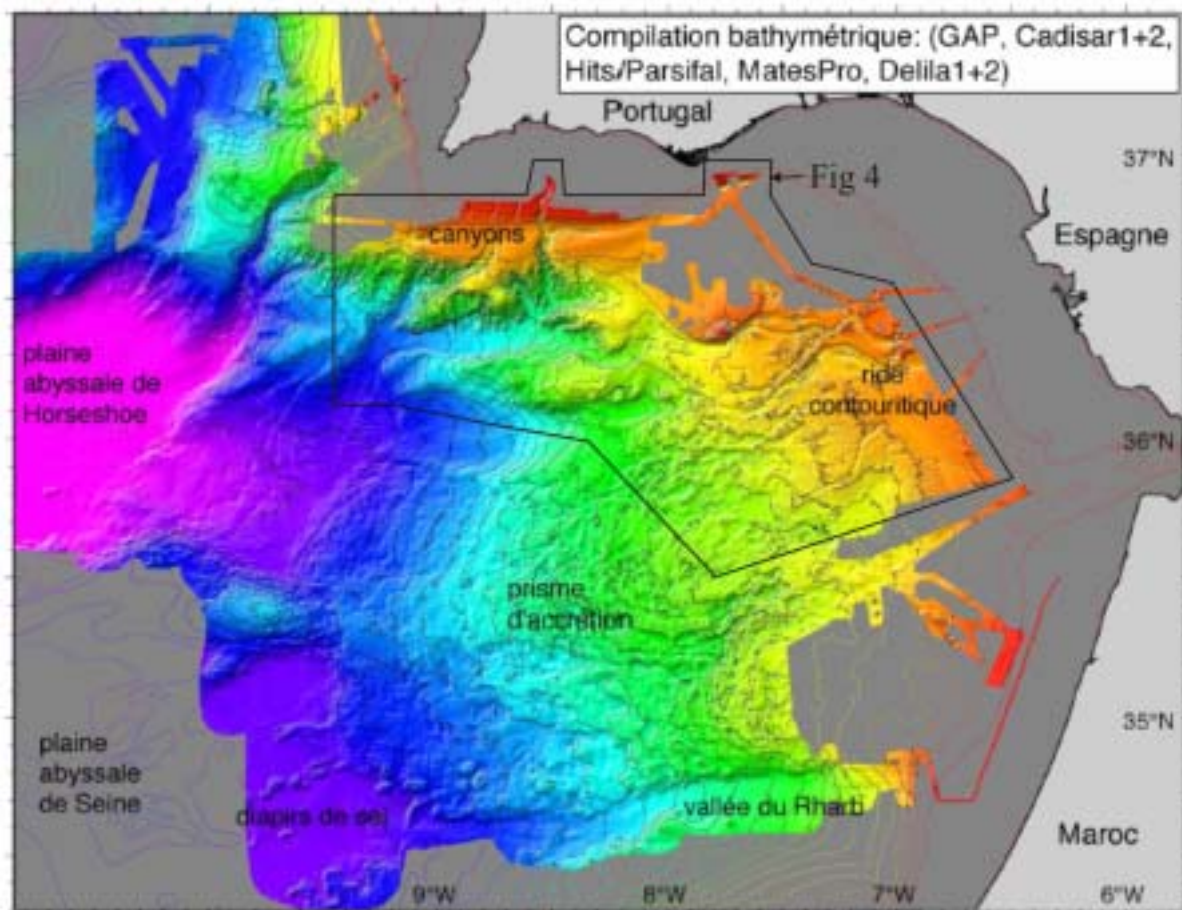 Compilation bathymétrique: (GAP, Cadisar1+2,
Hits/Parsifal, MatesPro, Delila1+2)
Portugal
37°N
Fig 4
Espagne
canyons
plaine
abyssale de
Horseshoe
ride
contouritique
36°N
prisme
d'accrétion
35°N
plaine
abyssale
de Seine
diapirs de sel
vallée du Rharb
Maroc
9°W
8°W
7°W
6°W